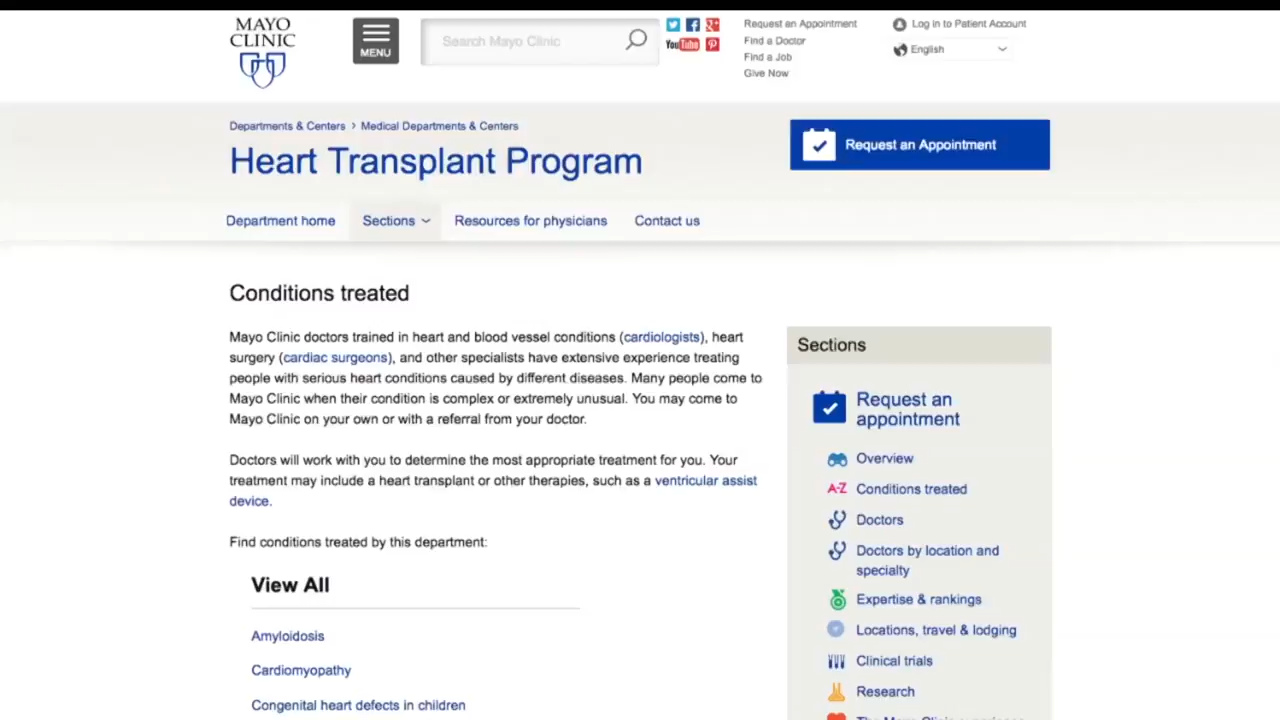 MAYO
CLINIC
MENU
Search Mayo Clinic
You Tube
Request an Appointment
Find a Doctor
Find a Job
Give Now
Log in to Patient Account
English
Departments & Centers › Medical Departments & Centers
Heart Transplant Program
Request an Appointment
Department home
Sections
Resources for physicians
Contact us
Conditions treated
Mayo Clinic doctors trained in heart and blood vessel conditions (cardiologists), heart
surgery (cardiac surgeons), and other specialists have extensive experience treating
people with serious heart conditions caused by different diseases. Many people come to
Mayo Clinic when their condition is complex or extremely unusual. You may come to
Mayo Clinic on your own or with a referral from your doctor.
Doctors will work with you to determine the most appropriate treatment for you. Your
treatment may include a heart transplant or other therapies, such as a ventricular assist
device.
Find conditions treated by this department:
View All
Amyloidosis
Cardiomyopathy
Congenital heart defects in children
Sections
Request an
appointment
Overview
A-Z Conditions treated
Doctors
Doctors by location and
specialty
Expertise & rankings
Locations, travel & lodging
Clinical trials
Research
The Mayo Clinic experience